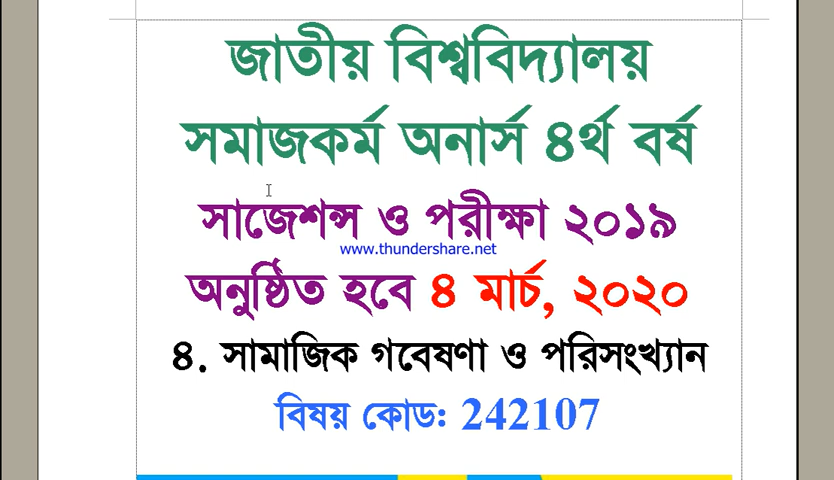 জাতীয় বিশ্ববিদ্যালয়
সমাজকর্ম অনার্স ৪র্থ বর্ষ
সাজেশন্স ও পরীক্ষা ২০১৯
www.thundershare.net
অনুষ্ঠিত হবে ৪ মার্চ, ২০২০
৪. সামাজিক গবেষণা ও পরিসংখ্যান
বিষয় কোড: 242107